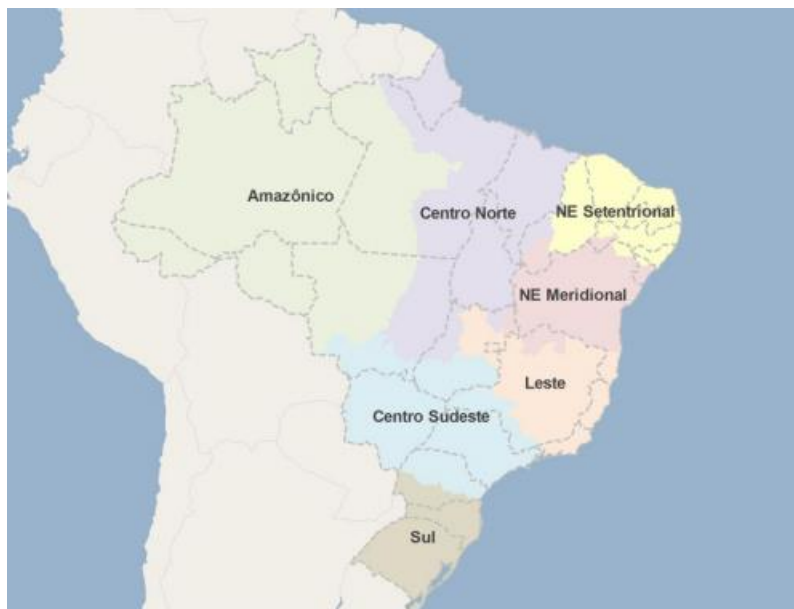 Amazônico
Centro Norte
NE Setentrional
NE Meridional
Leste
Centro Sudeste
Sul